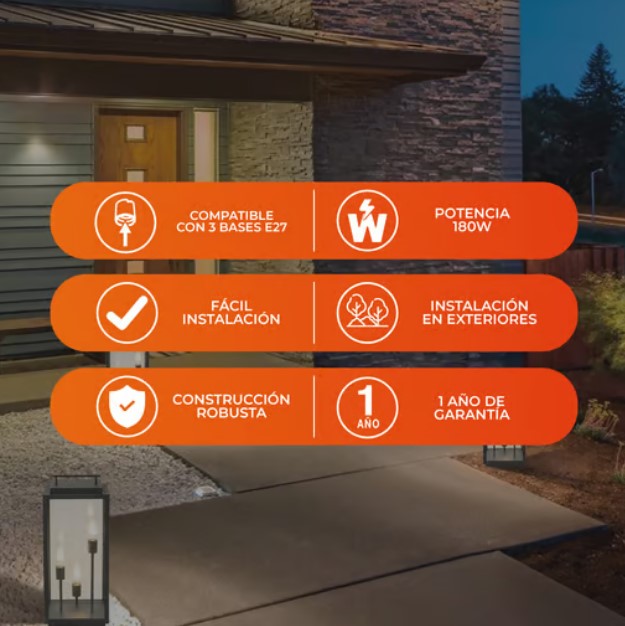 COMPATIBLE
CON 3 BASES E27
W
POTENCIA
180W
FÁCIL
INSTALACIÓN
INSTALACIÓN
EN EXTERIORES
CONSTRUCCIÓN
ROBUSTA
1
AÑO
1 AÑO DE
GARANTÍA